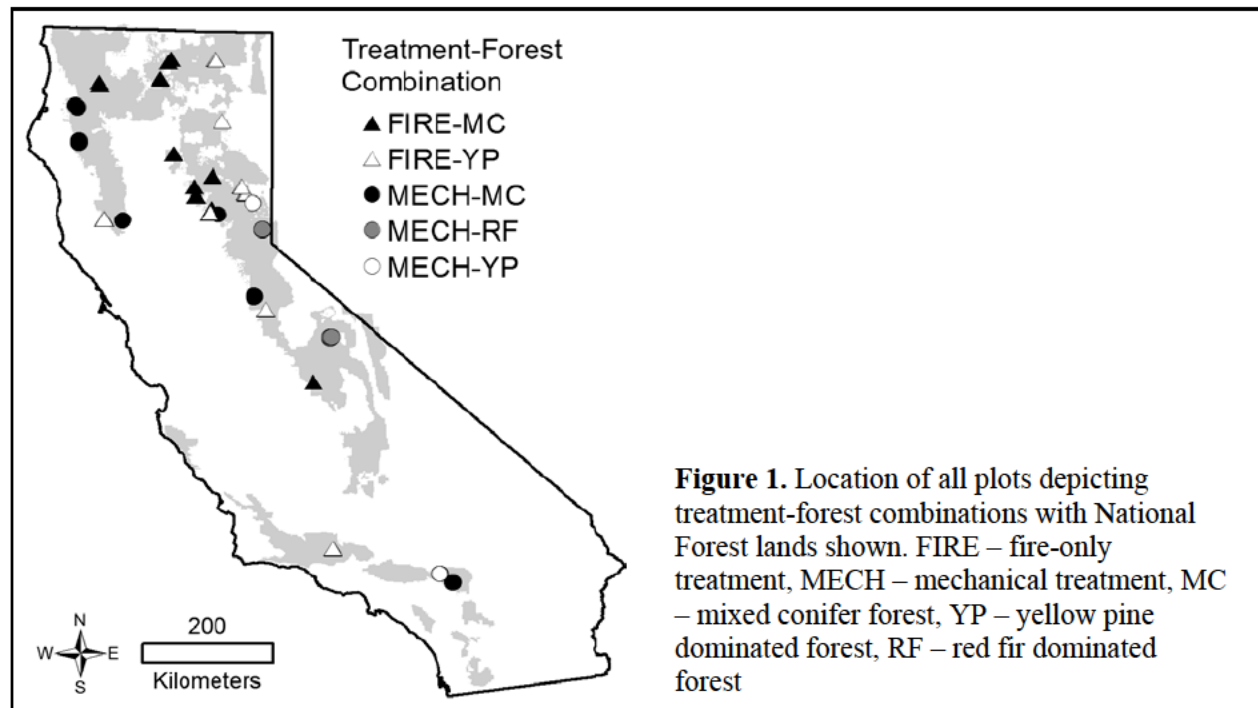 Treatment-Forest
Combination
FIRE-MC
FIRE-YP
MECH-MC
MECH-RF
MECH-YP
N
W E
S
200
Kilometers
Figure 1. Location of all plots depicting
treatment-forest combinations with National
Forest lands shown. FIRE – fire-only
treatment, MECH – mechanical treatment, MC
– mixed conifer forest, YP – yellow pine
dominated forest, RF – red fir dominated
forest